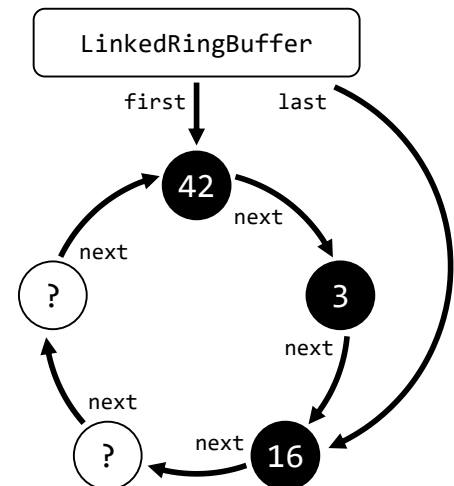 LinkedRingBuffer
first
last
42
next
next
?
3
next
next
next
?
16